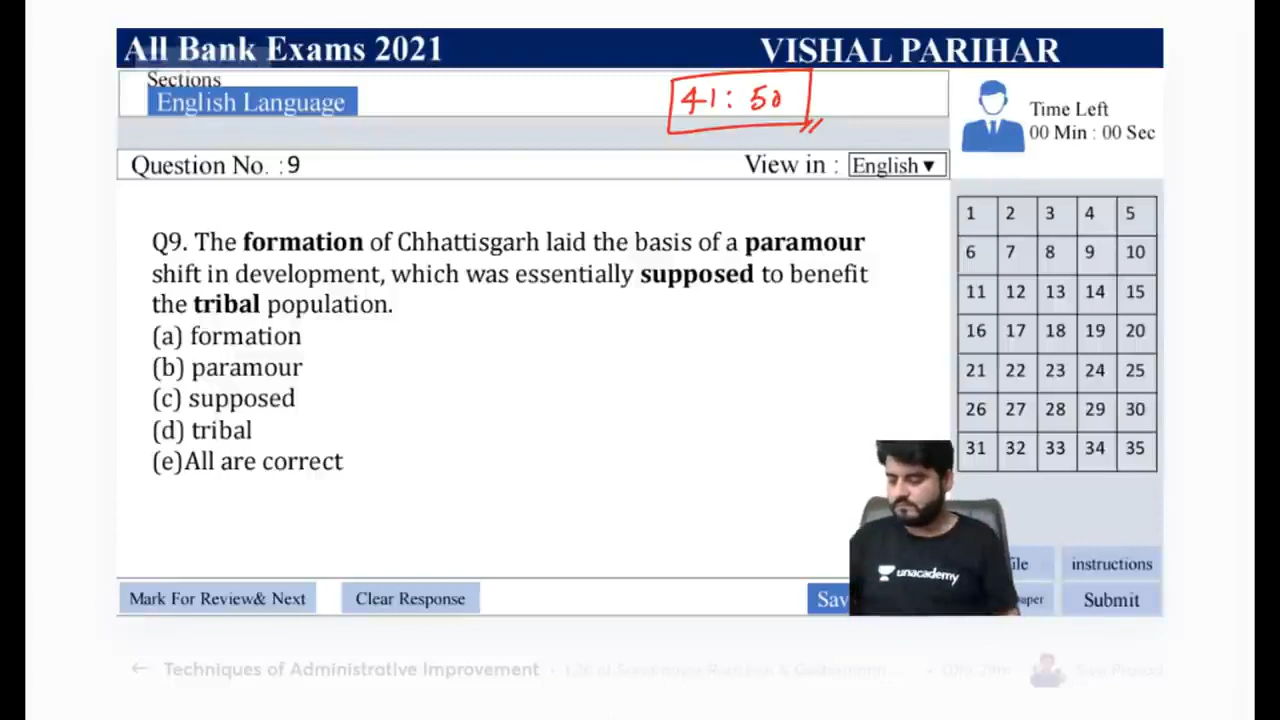 All Bank Exams 2021 VISHAL PARIHAR
Sections
English Language
41: 50
Time Left
00 Min : 00 Sec
Question No. : 9 View in : English▼
Q9. The formation of Chhattisgarh laid the basis of a paramour
shift in development, which was essentially supposed to benefit
the tribal population.
(a) formation
(b) paramour
(c) supposed
(d) tribal
(e)All are correct
1 2 3 4 5
6 7 8 9 10
11 12 13 14 15
16 17 18 19 20
21 22 23 24 25
26 27 28 29 30
31 32 33 34 35
unacademy
instructions
Mark For Review& Next Clear Response Submit
← Techniques of Administrative Improvement